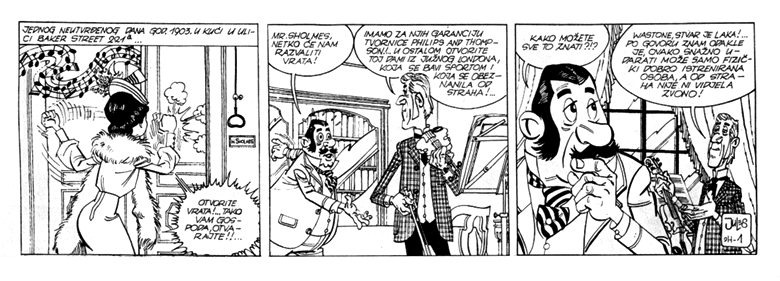 JEDNOG NEUTVRĐENOG DANA GOD. 1903. U KUĆI U ULI-
CI BAKER STREET 221ª...
H. SHOLMES
OTVORITE
VRATA!... TAKO
VAM GOS-
PODA, OTVA-
RAJTE!!...
MR. SHOLMES,
NETKO ĆE NAM
RAZVALITI
VRATA!
IMAMO ZA NJIH GARANCIJU
TVORNICE PHILIPS AND THOMP-
SON!.. U OSTALOM OTVORITE
TOJ DAMI IZ JUŽNOG LONDONA,
KOJA SE BAVI SPORTOM I
KOJA SE OBEZ-
NANILA OD
STRAHA!...
KAKO MOŽETE
SVE TO ZNATI?!?
WASTONE, STVAR JE LAKA!...
PO GOVORU ZNAM ODAKLE
JE, OVAKO SNAŽNO U-
DARATI MOŽE SAMO FIZIČ-
KI DOBRO ISTRENIRANA
OSOBA, A OD STRA-
HA NIJE NI VIDJELA
ZVONO!
JULES
1